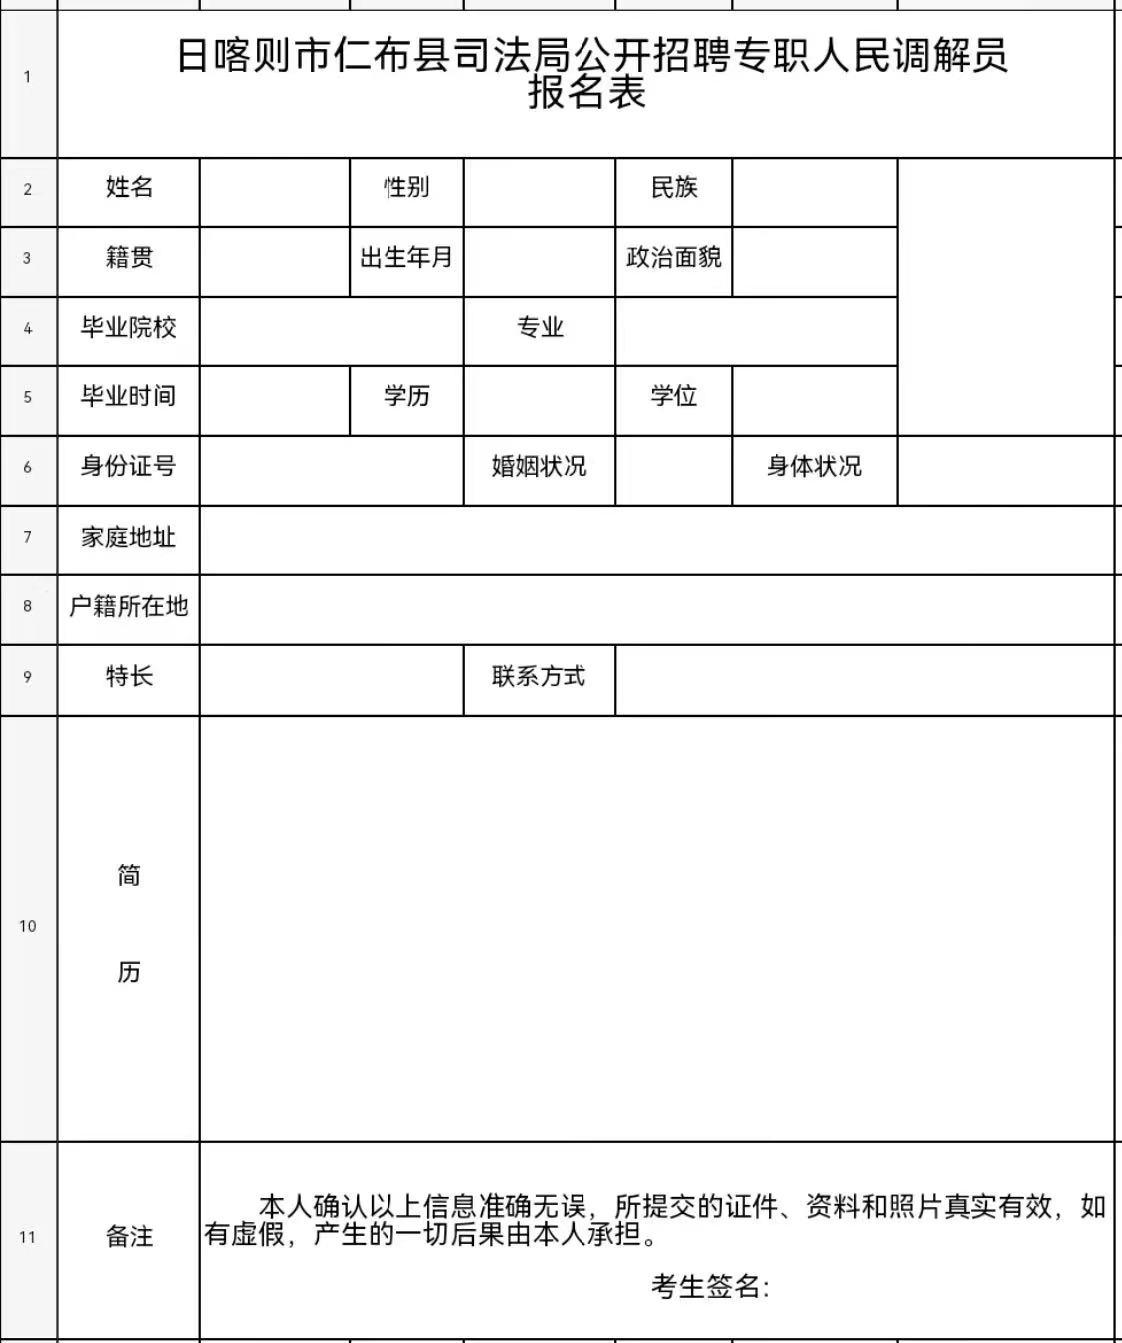 1
日喀则市仁布县司法局公开招聘专职人民调解员
报名表
2 姓名 性别 民族
3 籍贯 出生年月 政治面貌
4 毕业院校 专业
5 毕业时间 学历 学位
6 身份证号 婚姻状况 身体状况
7 家庭地址
8 户籍所在地
9 特长 联系方式
简
10
历
本人确认以上信息准确无误，所提交的证件、资料和照片真实有效，如
有虚假，产生的一切后果由本人承担。
11 备注
考生签名：